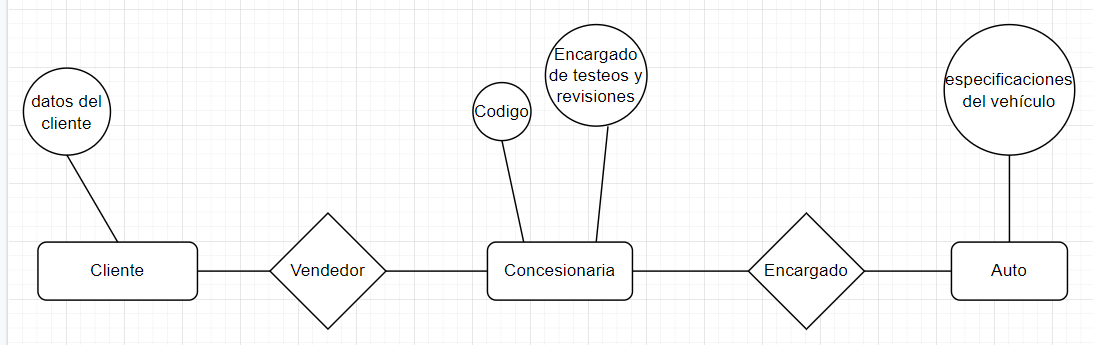 datos del
cliente
Codigo
Encargado
de testeos y
revisiones
especificaciones
del vehículo
Cliente
Vendedor
Concesionaria
Encargado
Auto